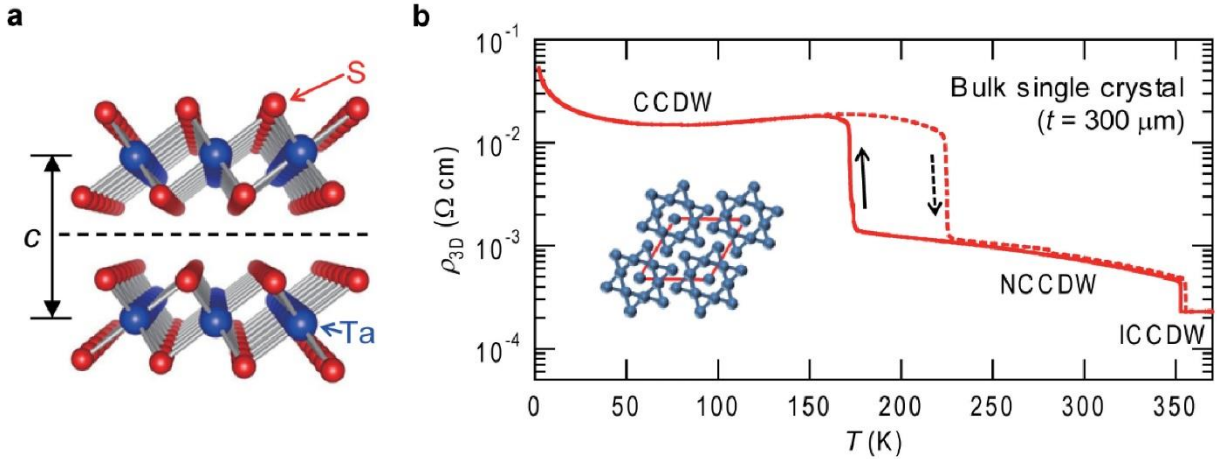 a
S
c
Ta
b
10⁻¹
10⁻²
10⁻³
10⁻⁴
ρ3D (Ω cm)
CCDW
Bulk single crystal
(t = 300 μm)
NCCDW
ICCDW
0 50 100 150 200 250 300 350
T (K)